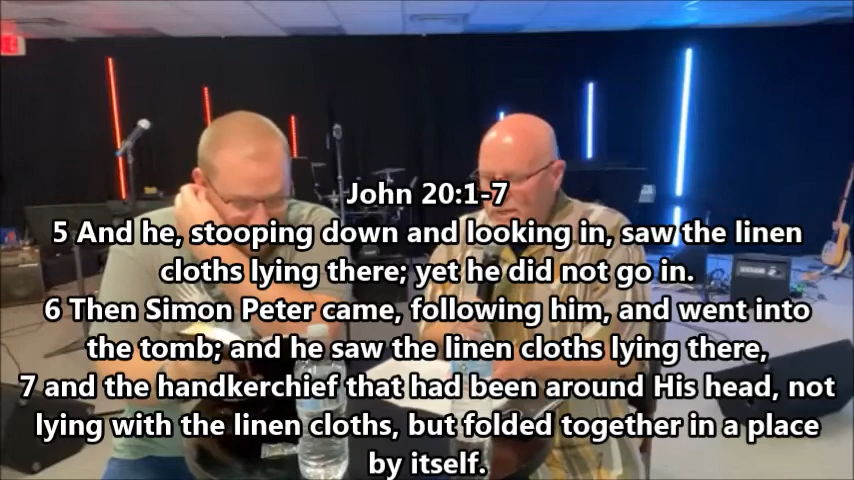 John 20:1-7
5 And he, stooping down and looking in, saw the linen
cloths lying there; yet he did not go in.
6 Then Simon Peter came, following him, and went into
the tomb; and he saw the linen cloths lying there,
7 and the handkerchief that had been around His head, not
lying with the linen cloths, but folded together in a place
by itself.